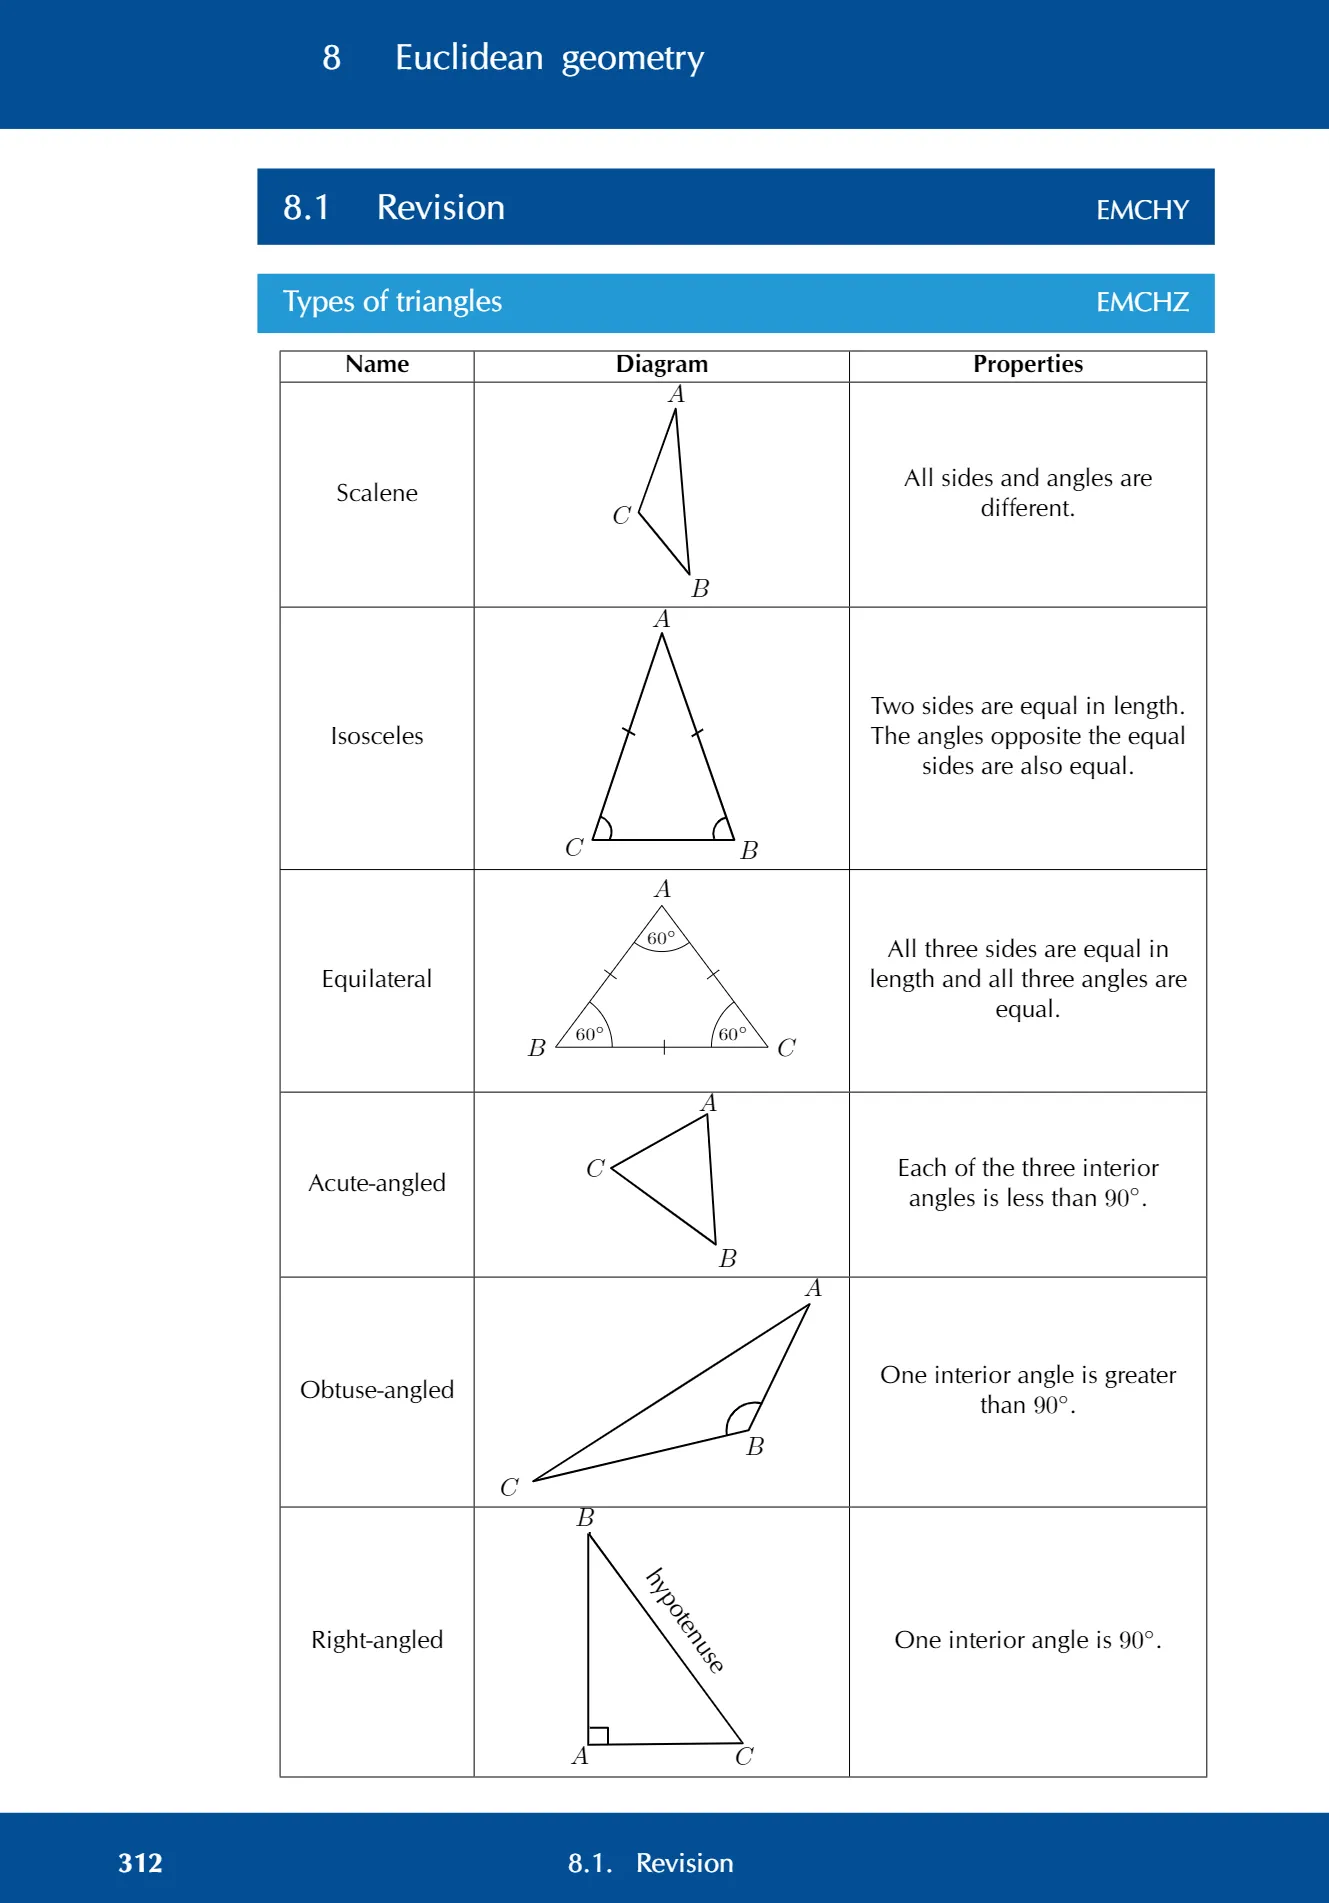 8 Euclidean geometry
8.1 Revision EMCHY
Types of triangles EMCHZ
Name Diagram Properties
A
Scalene
C
B
All sides and angles are
different.
A
Isosceles
C
B
Two sides are equal in length.
The angles opposite the equal
sides are also equal.
A
60°
Equilateral
B 60° 60° C
All three sides are equal in
length and all three angles are
equal.
A
Acute-angled
C
B
Each of the three interior
angles is less than 90°.
A
Obtuse-angled
B
C
One interior angle is greater
than 90°.
B
hypotenuse
Right-angled
A C
One interior angle is 90°.
312 8.1. Revision